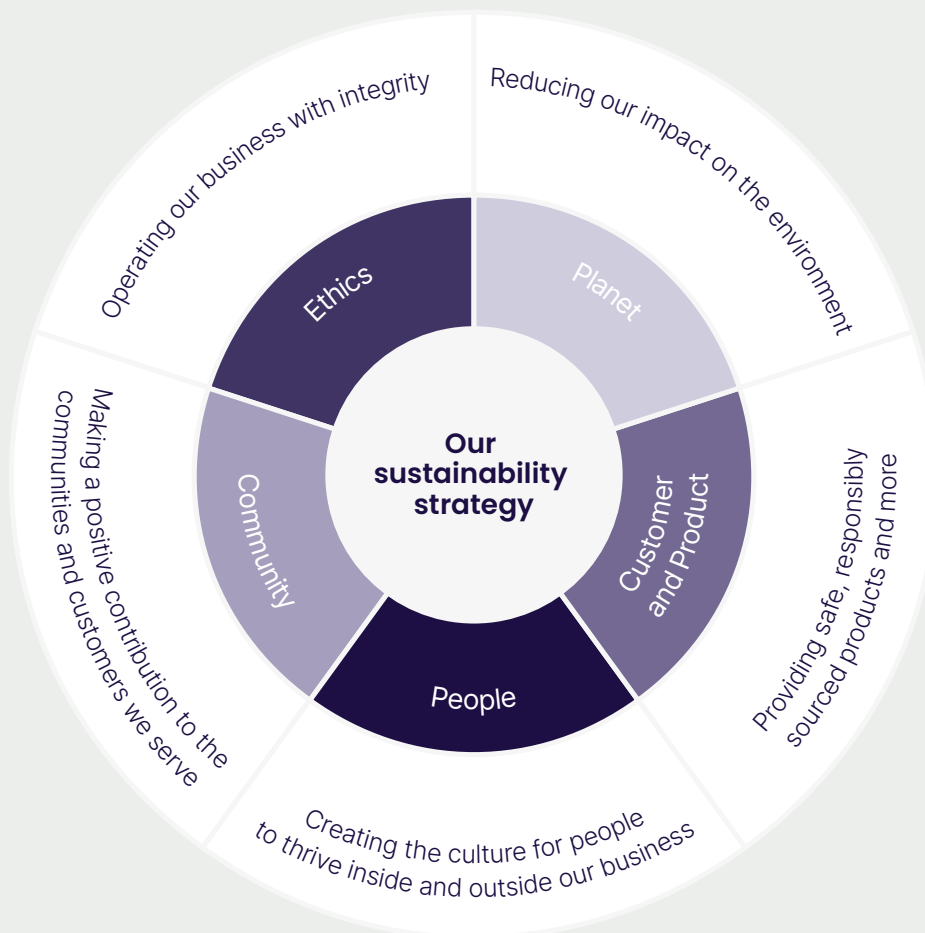 Our
sustainability
strategy
Planet
Reducing our impact on the environment
Customer
and Product
Providing safe, responsibly
sourced products and more
People
Creating the culture for people
to thrive inside and outside our business
Community
Making a positive contribution to the
communities and customers we serve
Ethics
Operating our business with integrity